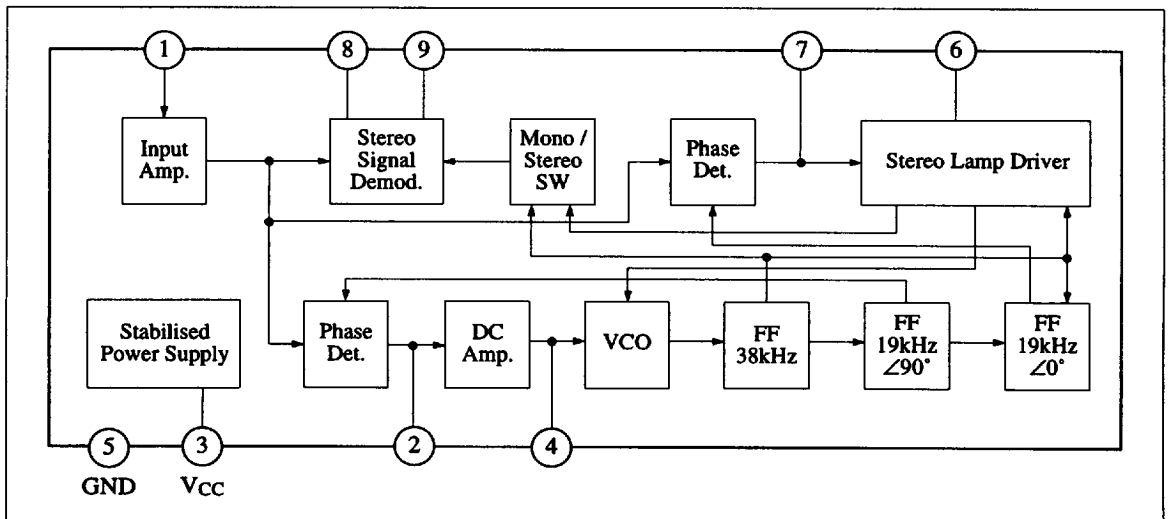 1
8
9
7
6
Input
Amp.
Stereo
Signal
Demod.
Mono /
Stereo
SW
Phase
Det.
Stereo Lamp Driver
Stabilised
Power Supply
Phase
Det.
DC
Amp.
VCO
FF
38kHz
FF
19kHz
∠90°
FF
19kHz
∠0°
5
3
2
4
GND
VCC